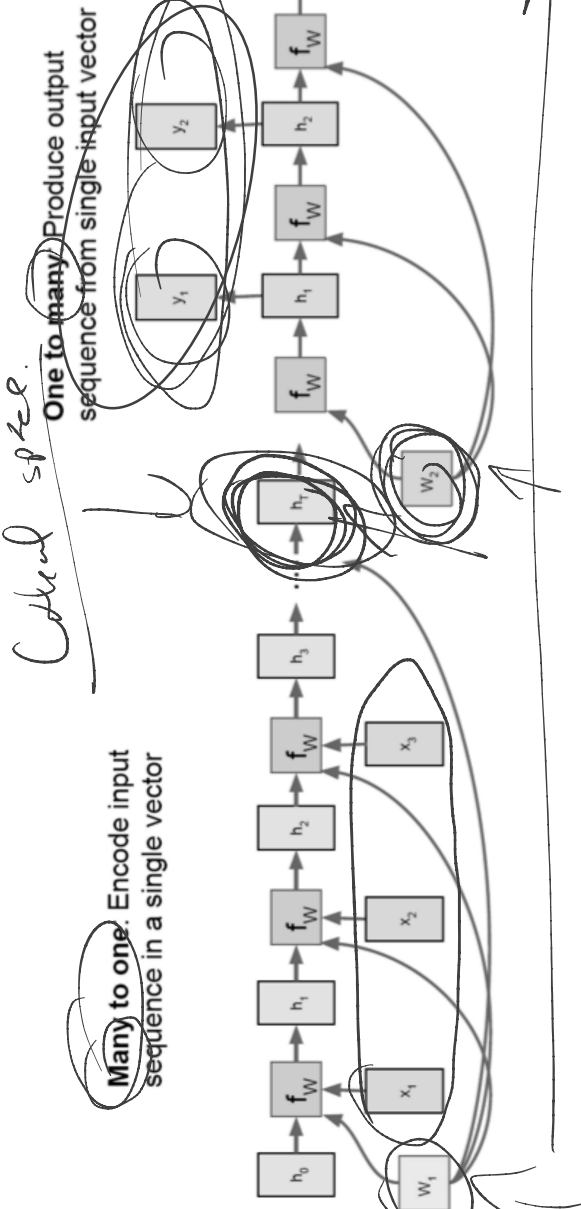 Many to one: Encode input
sequence in a single vector
One to many: Produce output
sequence from single input vector
h0 fW h1 fW h2 fW h3 ... hT fW h1 fW h2 fW
y1 y2
x1 x2 x3
W1 W2